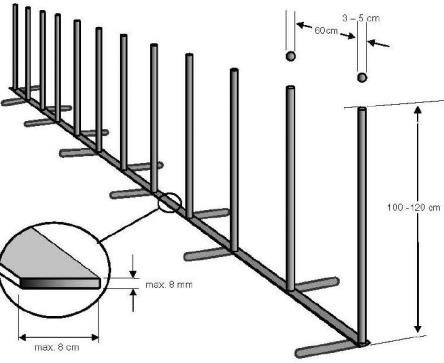 3 – 5 cm
60cm
100 -120 cm
max. 8 mm
max. 8 cm